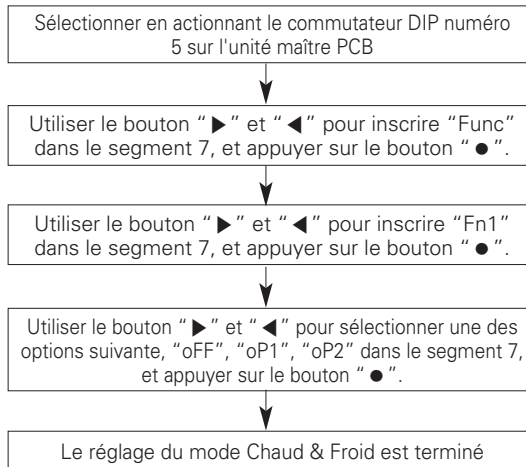 Sélectionner en actionnant le commutateur DIP numéro
5 sur l'unité maître PCB
Utiliser le bouton “ ▶ ” et “ ◀ ” pour inscrire “Func”
dans le segment 7, et appuyer sur le bouton “ ● ”.
Utiliser le bouton “ ▶ ” et “ ◀ ” pour inscrire “Fn1”
dans le segment 7, et appuyer sur le bouton “ ● ”.
Utiliser le bouton “ ▶ ” et “ ◀ ” pour sélectionner une des
options suivante, “oFF”, “oP1”, “oP2” dans le segment 7,
et appuyer sur le bouton “ ● ”.
Le réglage du mode Chaud & Froid est terminé